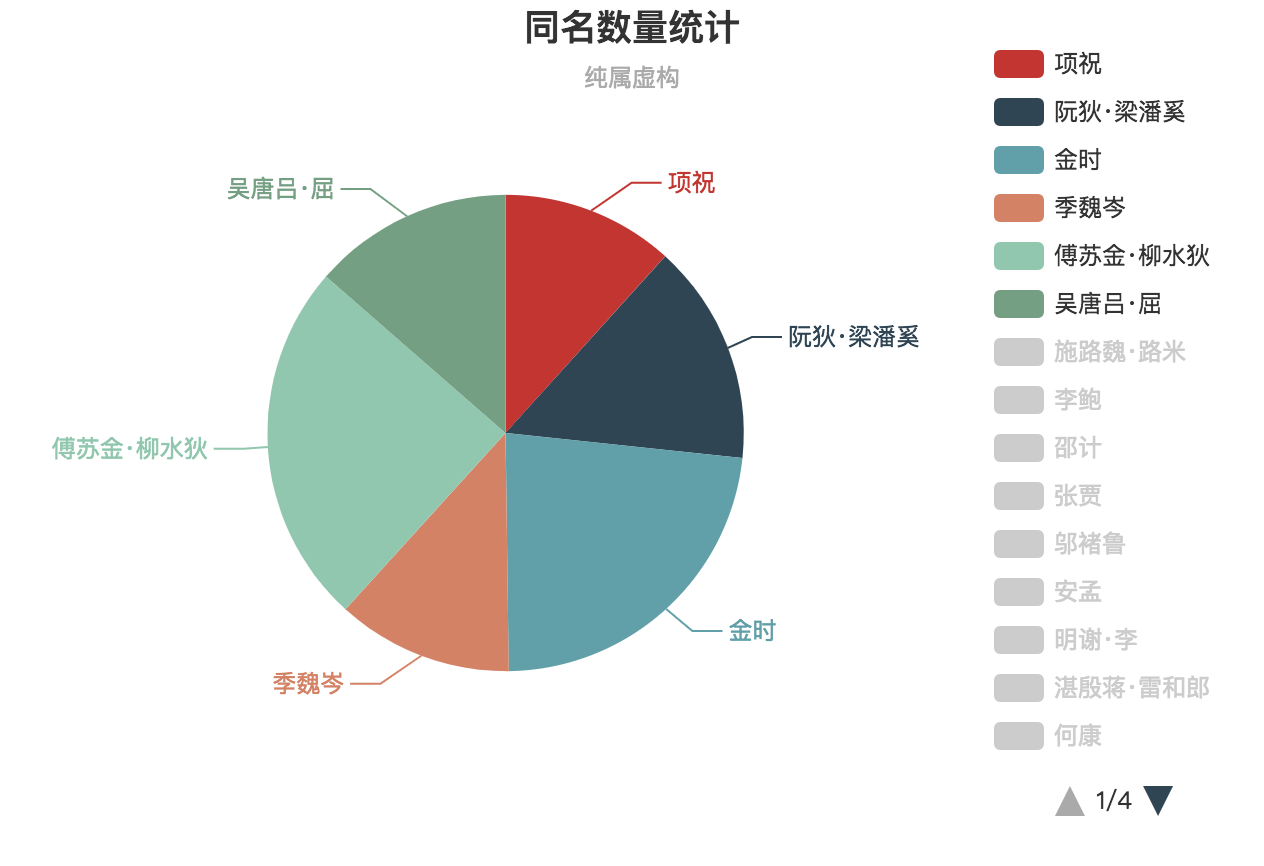 同名数量统计
纯属虚构
项祝
阮狄·梁潘奚
金时
季魏岑
傅苏金·柳水狄
吴唐吕·屈
项祝
阮狄·梁潘奚
金时
季魏岑
傅苏金·柳水狄
吴唐吕·屈
施路魏·路米
李鲍
邵计
张贾
邬褚鲁
安孟
明谢·李
湛殷蒋·雷和郎
何康
1/4